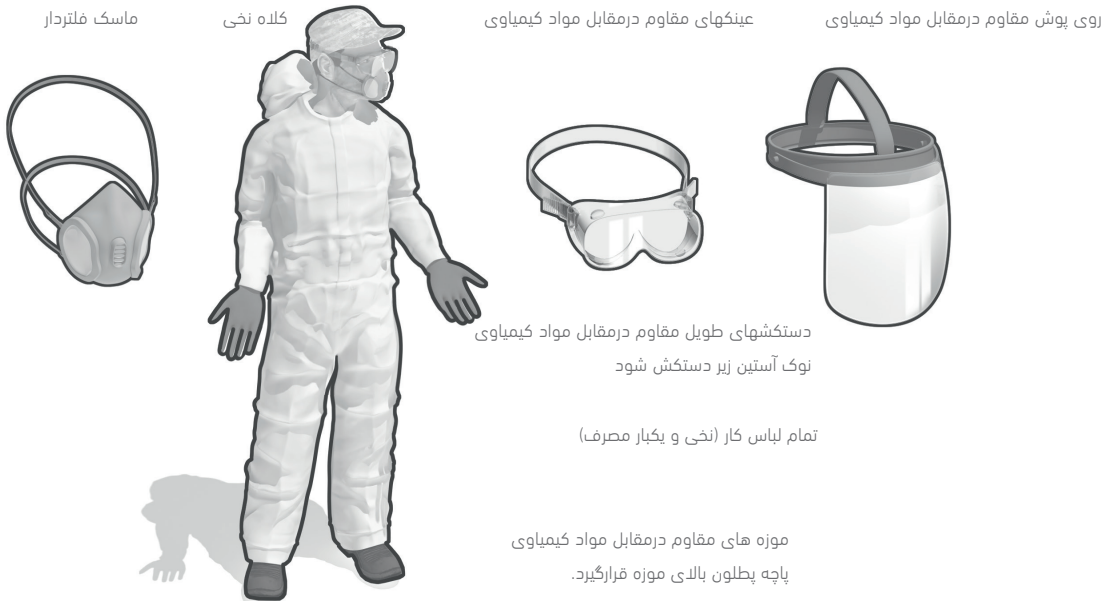 روی پوش مقاوم درمقابل مواد کیمیاوی
عینکهای مقاوم درمقابل مواد کیمیاوی
کلاه نخی
ماسک فلتردار
دستکشهای طویل مقاوم درمقابل مواد کیمیاوی
نوک آستین زیر دستکش شود
تمام لباس کار (نخی و یکبار مصرف)
موزه های مقاوم درمقابل مواد کیمیاوی
پاچه پطلون بالای موزه قرارگیرد.